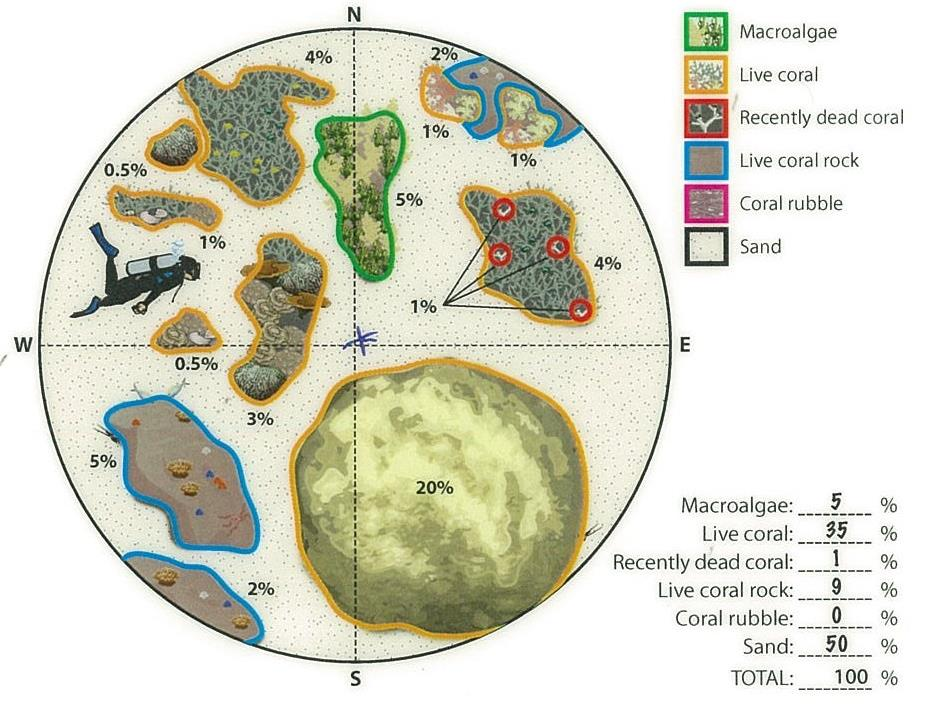 N
4%
2%
Macroalgae
Live coral
1%
Recently dead coral
1%
0.5%
Live coral rock
5%
Coral rubble
1%
Sand
4%
1%
W
E
0.5%
3%
5%
20%
2%
S
Macroalgae: 5 %
Live coral: 35 %
Recently dead coral: 1 %
Live coral rock: 9 %
Coral rubble: 0 %
Sand: 50 %
TOTAL: 100 %